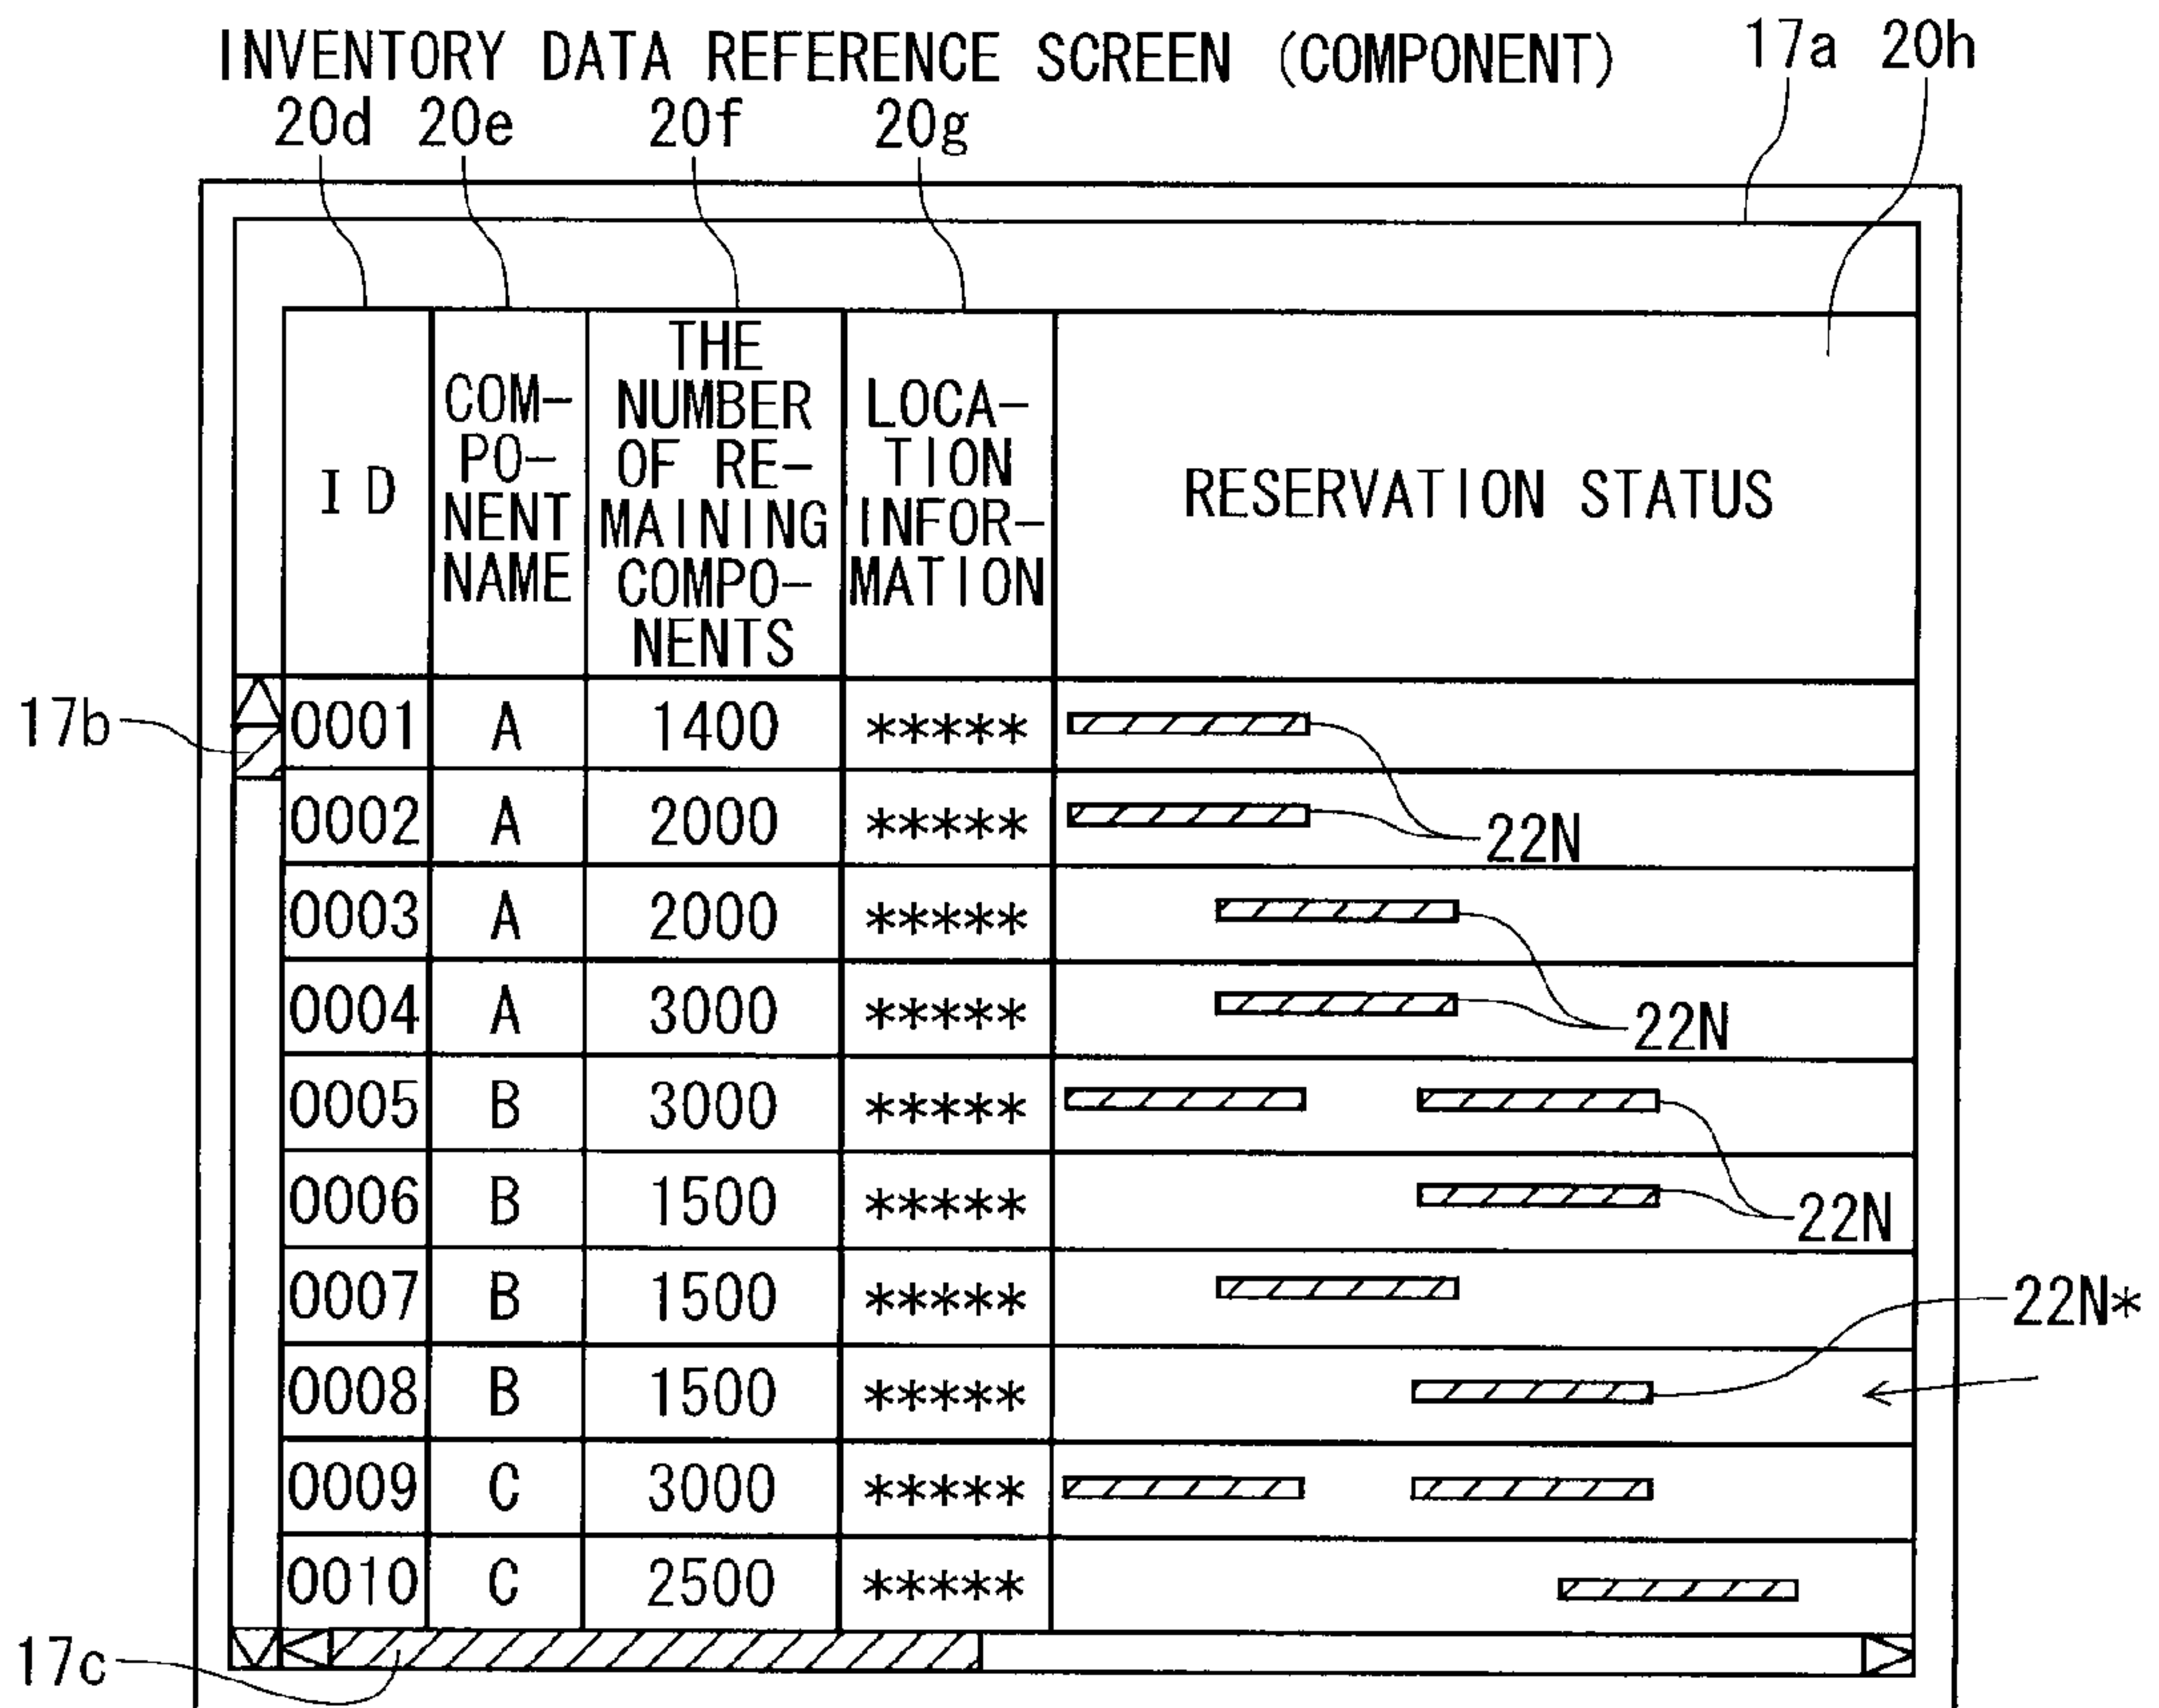 INVENTORY DATA REFERENCE SCREEN (COMPONENT)
17a 20h
20d 20e 20f 20g
ID
COM-
PO-
NENT
NAME
THE
NUMBER
OF RE-
MAINING
COMPO-
NENTS
LOCA-
TION
INFOR-
MATION
RESERVATION STATUS
17b
0001 A 1400 *****
0002 A 2000 *****
22N
0003 A 2000 *****
0004 A 3000 *****
22N
0005 B 3000 *****
0006 B 1500 *****
22N
0007 B 1500 *****
22N*
0008 B 1500 *****
0009 C 3000 *****
0010 C 2500 *****
17c